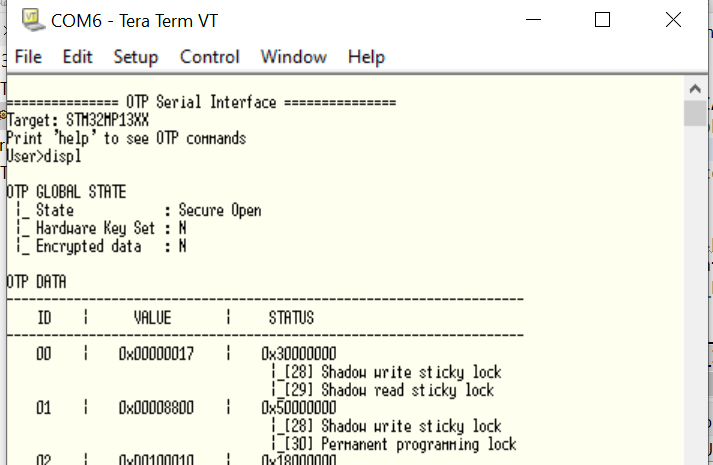 COM6 - Tera Term VT
File Edit Setup Control Window Help
=============== OTP Serial Interface ===============
Target: STM32MP13XX
Print 'help' to see OTP commands
User>displ
OTP GLOBAL STATE
|_ State : Secure Open
|_ Hardware Key Set : N
|_ Encrypted data : N
OTP DATA
----------------------------------------------------------------------
ID | VALUE | STATUS
----------------------------------------------------------------------
00 | 0x00000017 | 0x30000000
|_[28] Shadow write sticky lock
|_[29] Shadow read sticky lock
01 | 0x00008800 | 0x50000000
|_[28] Shadow write sticky lock
|_[30] Permanent programming lock
02 | 0x00100010 | 0x18000000